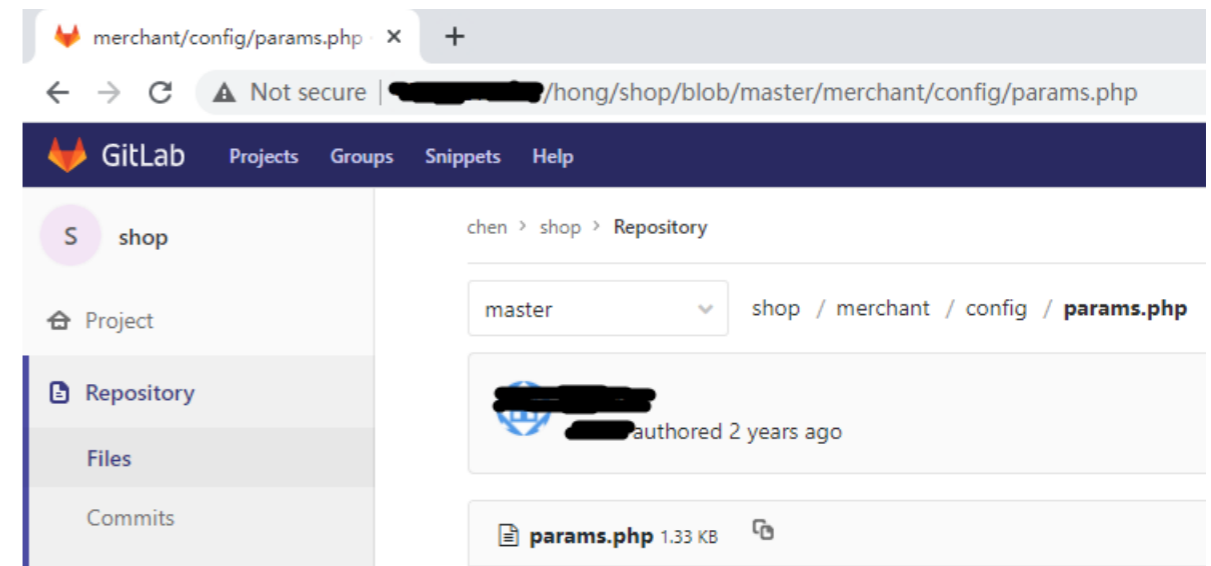 merchant/config/params.php
Not secure | /hong/shop/blob/master/merchant/config/params.php
GitLab Projects Groups Snippets Help
S shop
chen > shop > Repository
Project
master
shop / merchant / config / params.php
Repository
authored 2 years ago
Files
Commits
params.php 1.33 KB